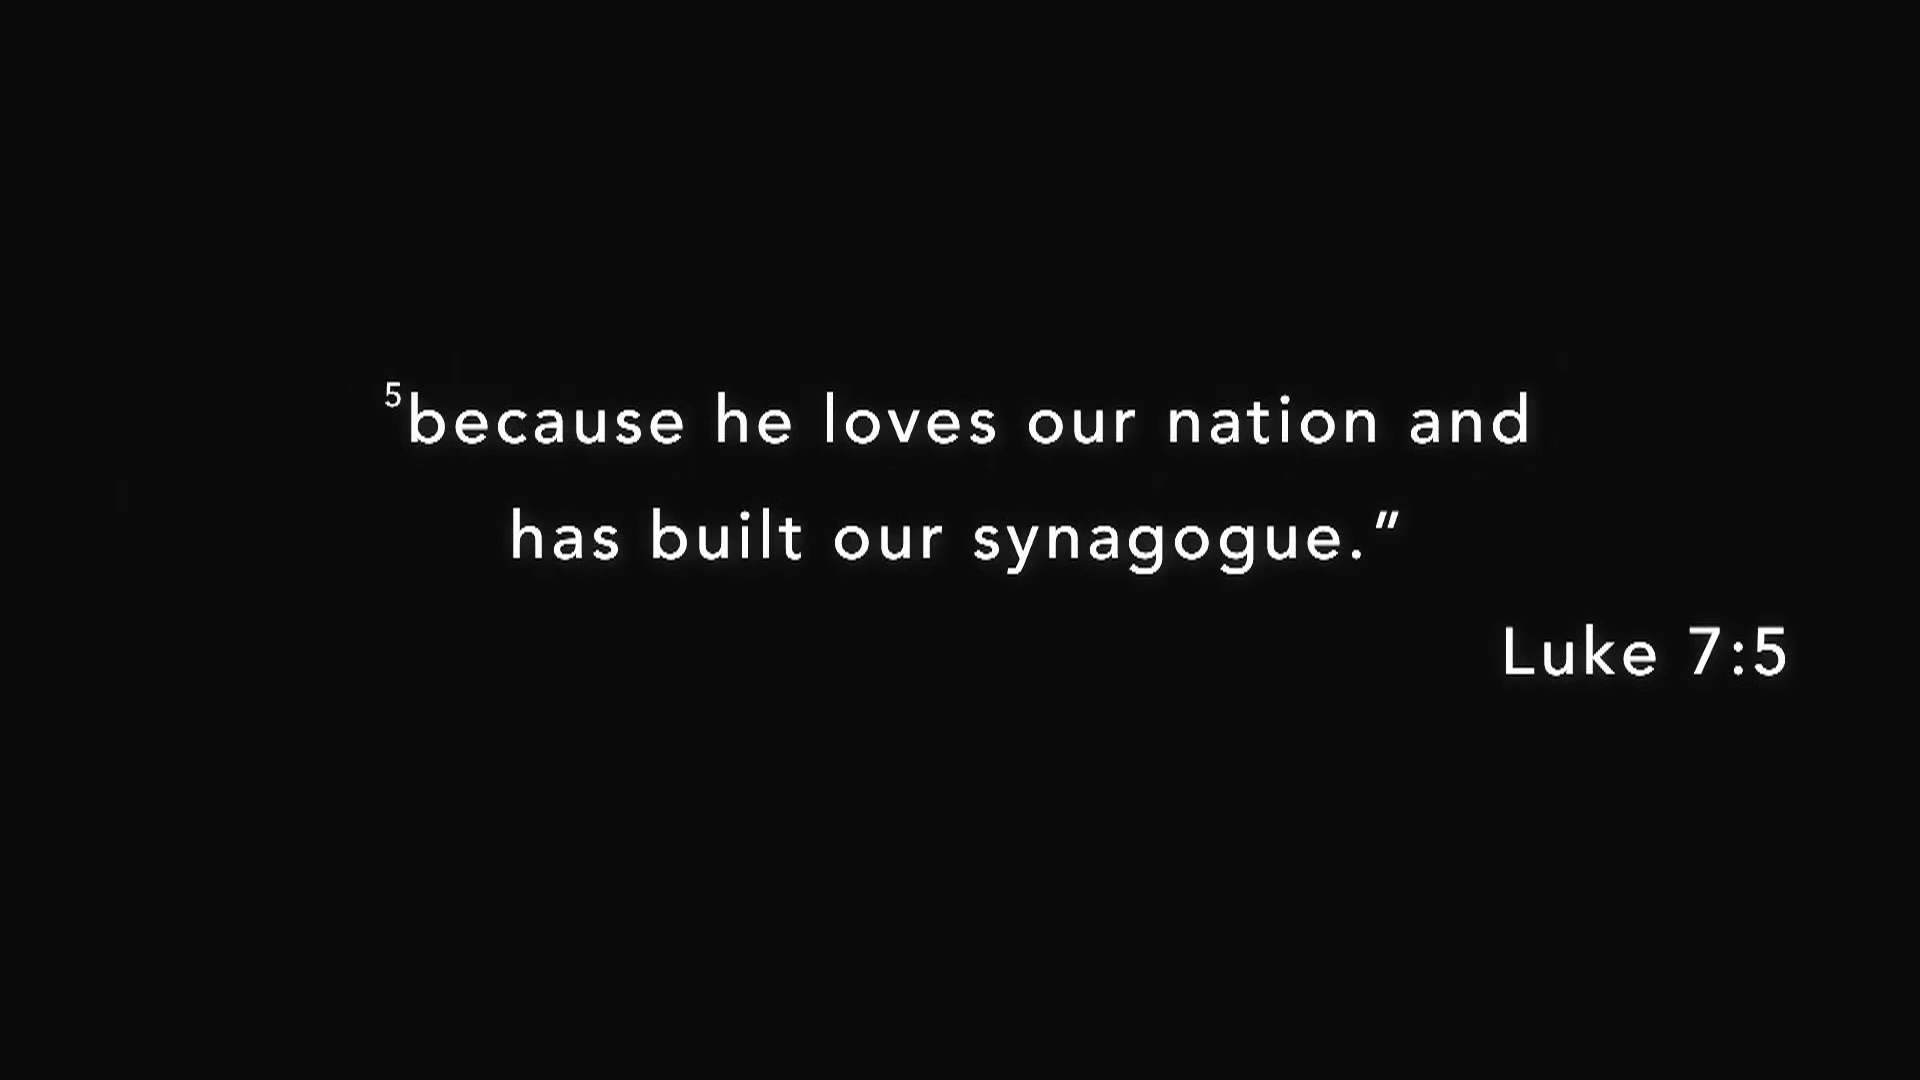 ⁵because he loves our nation and
has built our synagogue.”
Luke 7:5